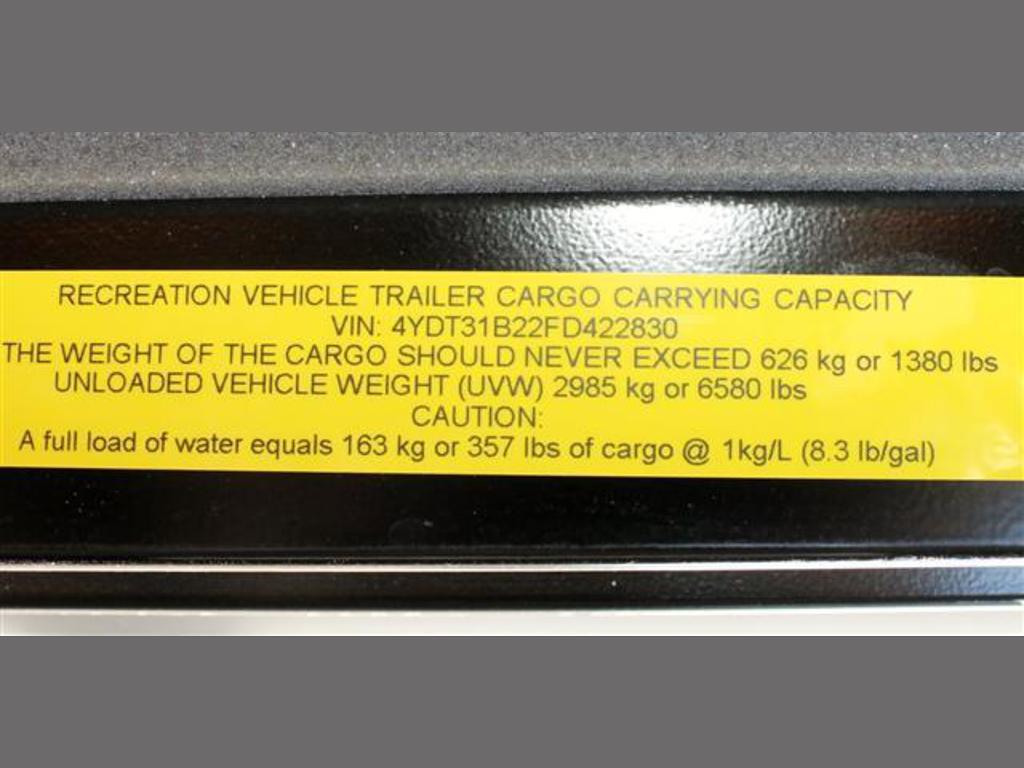 RECREATION VEHICLE TRAILER CARGO CARRYING CAPACITY
VIN: 4YDT31B22FD422830
THE WEIGHT OF THE CARGO SHOULD NEVER EXCEED 626 kg or 1380 lbs
UNLOADED VEHICLE WEIGHT (UVW) 2985 kg or 6580 lbs
CAUTION:
A full load of water equals 163 kg or 357 lbs of cargo @ 1kg/L (8.3 lb/gal)